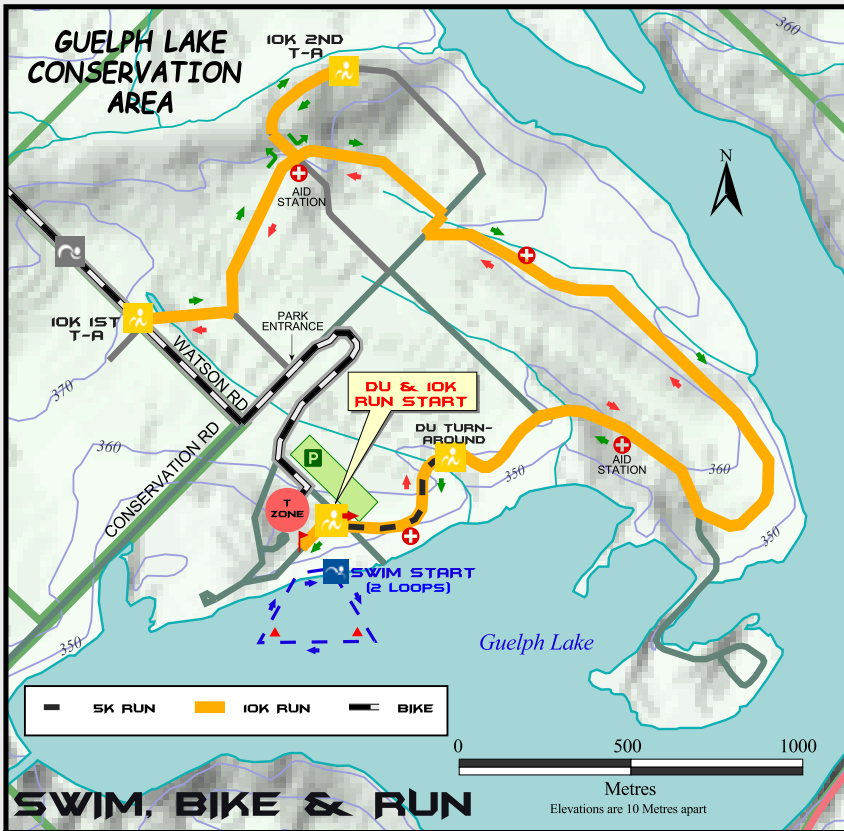 GUELPH LAKE
CONSERVATION
AREA
10K 2ND
T-A
360
N
AID
STATION
10K 1ST
T-A
PARK
ENTRANCE
WATSON RD
370
DU & 10K
RUN START
DU TURN-
AROUND
360
CONSERVATION RD
P
350
AID
STATION
360
T
ZONE
350
SWIM START
(2 LOOPS)
350
Guelph Lake
5K RUN
10K RUN
BIKE
0
500
1000
Metres
Elevations are 10 Metres apart
SWIM, BIKE & RUN